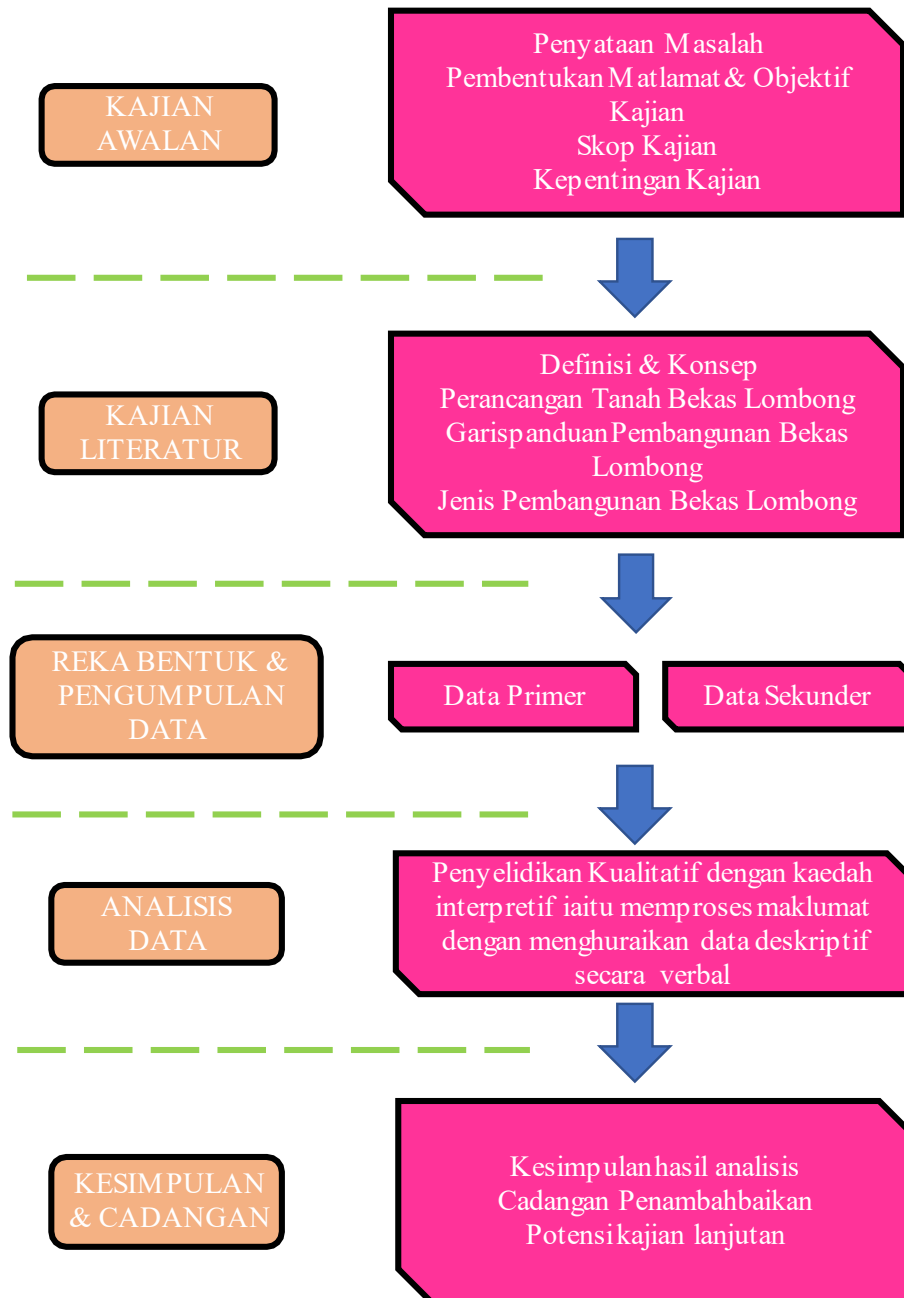 KAJIAN
AWALAN
Penyataan Masalah
Pembentukan Matlamat & Objektif
Kajian
Skop Kajian
Kepentingan Kajian
KAJIAN
LITERATUR
Definisi & Konsep
Perancangan Tanah Bekas Lombong
Garispanduan Pembangunan Bekas
Lombong
Jenis Pembangunan Bekas Lombong
REKA BENTUK &
PENGUMPULAN
DATA
Data Primer
Data Sekunder
ANALISIS
DATA
Penyelidikan Kualitatif dengan kaedah
interpretif iaitu memproses maklumat
dengan menghuraikan data deskriptif
secara verbal
KESIMPULAN
& CADANGAN
Kesimpulan hasil analisis
Cadangan Penambahbaikan
Potensi kajian lanjutan